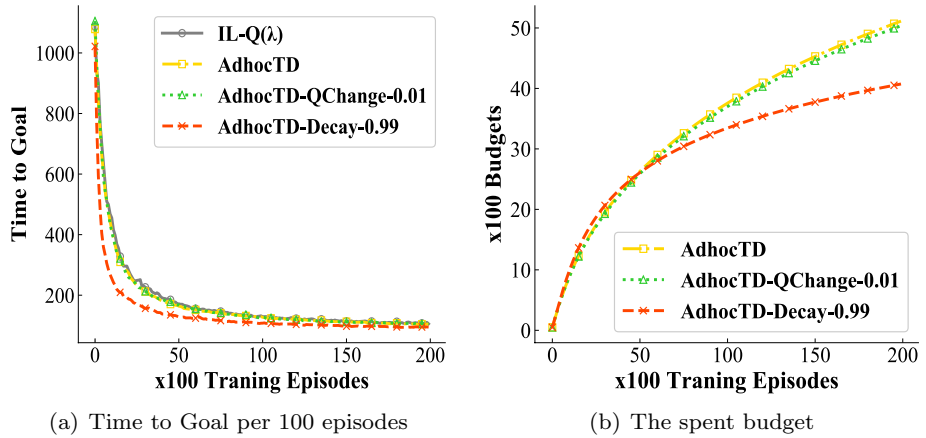 IL-Q(λ)
AdhocTD
AdhocTD-QChange-0.01
AdhocTD-Decay-0.99
Time to Goal
1000
800
600
400
200
0
50
100
150
200
x100 Traning Episodes
(a) Time to Goal per 100 episodes
x100 Budgets
50
40
30
20
10
0
AdhocTD
AdhocTD-QChange-0.01
AdhocTD-Decay-0.99
0
50
100
150
200
x100 Traning Episodes
(b) The spent budget